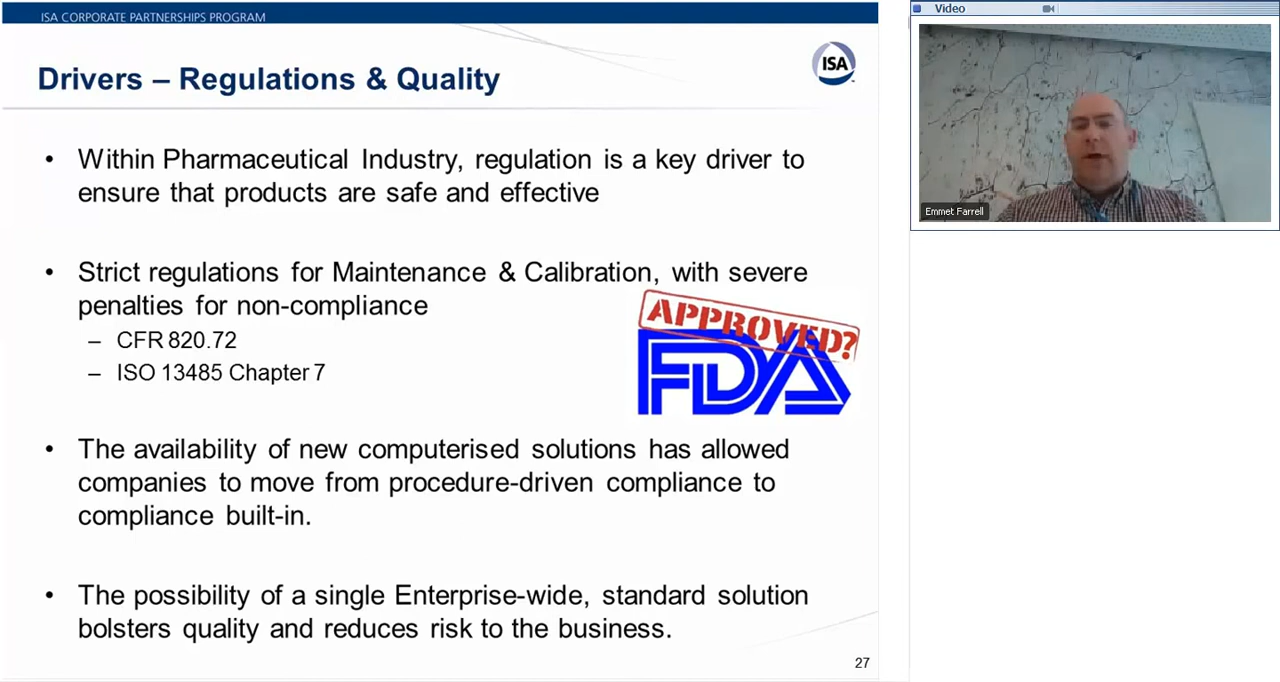 ISA CORPORATE PARTNERSHIPS PROGRAM
Drivers – Regulations & Quality
ISA
• Within Pharmaceutical Industry, regulation is a key driver to
ensure that products are safe and effective
• Strict regulations for Maintenance & Calibration, with severe
penalties for non-compliance
– CFR 820.72
– ISO 13485 Chapter 7
APPROVED?
FDA
• The availability of new computerised solutions has allowed
companies to move from procedure-driven compliance to
compliance built-in.
• The possibility of a single Enterprise-wide, standard solution
bolsters quality and reduces risk to the business.
27
Video
Emmet Farrell